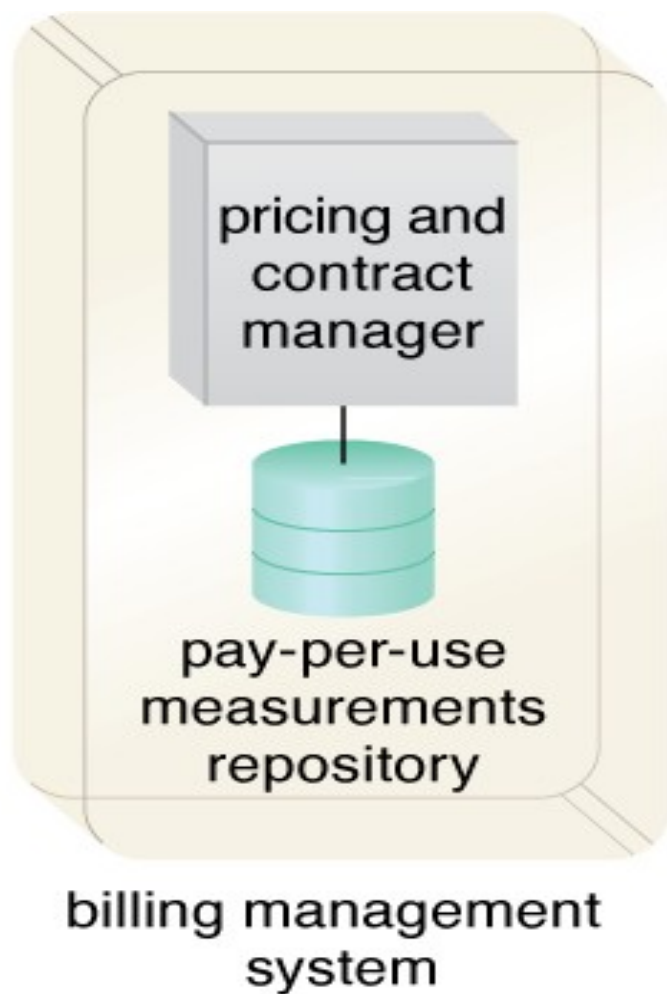 pricing and
contract
manager
pay-per-use
measurements
repository
billing management
system